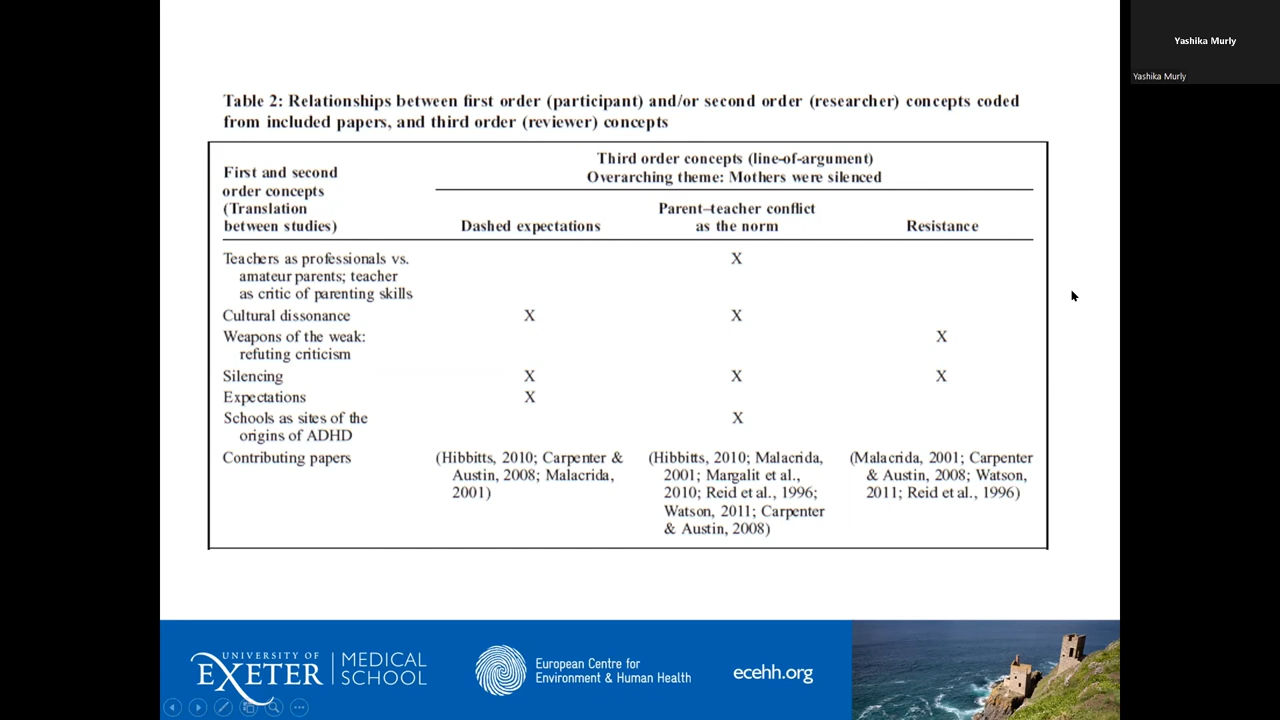 Yashika Murly
Yashika Murly
Table 2: Relationships between first order (participant) and/or second order (researcher) concepts coded
from included papers, and third order (reviewer) concepts
First and second
order concepts
(Translation
between studies)
Third order concepts (line-of-argument)
Overarching theme: Mothers were silenced
Dashed expectations
Parent–teacher conflict
as the norm
Resistance
Teachers as professionals vs.
amateur parents; teacher
as critic of parenting skills
X
Cultural dissonance X X
Weapons of the weak:
refuting criticism
X
Silencing X X X
Expectations X
Schools as sites of the
origins of ADHD
X
Contributing papers
(Hibbitts, 2010; Carpenter &
Austin, 2008; Malacrida,
2001)
(Hibbitts, 2010; Malacrida,
2001; Margalit et al.,
2010; Reid et al., 1996;
Watson, 2011; Carpenter
& Austin, 2008)
(Malacrida, 2001; Carpenter
& Austin, 2008; Watson,
2011; Reid et al., 1996)
UNIVERSITY OF
EXETER
MEDICAL
SCHOOL
European Centre for
Environment & Human Health
ecehh.org